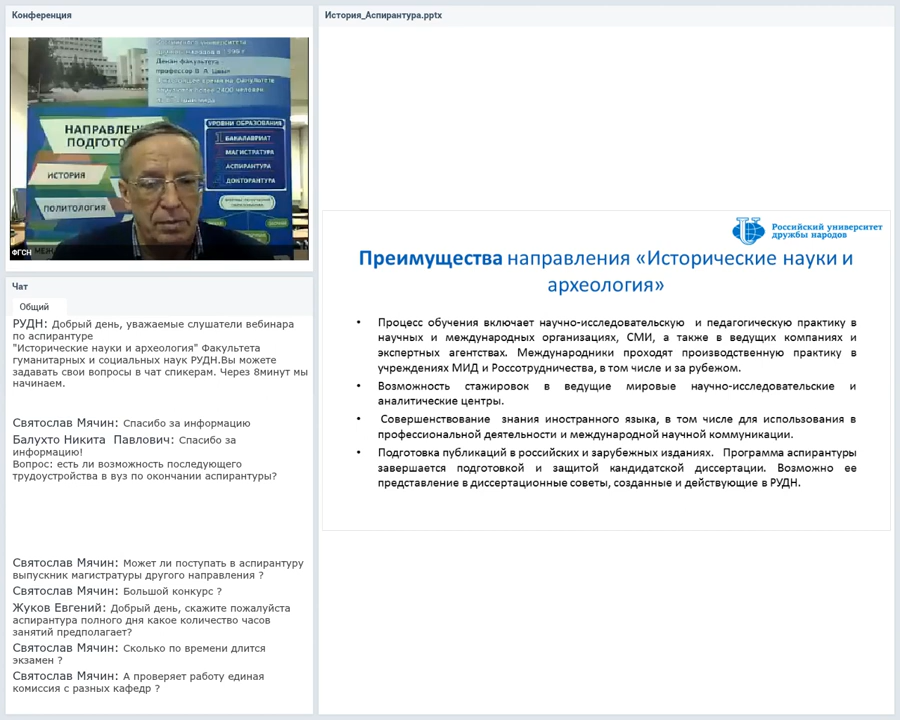 Конференция
История_Аспирантура.pptx
Декан факультета
профессор В. А. Цвык
НАПРАВЛЕН
ПОДГОТО
ИСТОРИЯ
ПОЛИТОЛОГИЯ
УРОВНИ ОБРАЗОВАНИЯ
БАКАЛАВРИАТ
МАГИСТРАТУРА
АСПИРАНТУРА
ДОКТОРАНТУРА
ФГСН
Чат
Общий
РУДН: Добрый день, уважаемые слушатели вебинара
по аспирантуре
"Исторические науки и археология" Факультета
гуманитарных и социальных наук РУДН.Вы можете
задавать свои вопросы в чат спикерам. Через 8минут мы
начинаем.
Святослав Мячин: Спасибо за информацию
Балухто Никита Павлович: Спасибо за
информацию!
Вопрос: есть ли возможность последующего
трудоустройства в вуз по окончании аспирантуры?
Святослав Мячин: Может ли поступать в аспирантуру
выпускник магистратуры другого направления ?
Святослав Мячин: Большой конкурс ?
Жуков Евгений: Добрый день, скажите пожалуйста
аспирантура полного дня какое количество часов
занятий предполагает?
Святослав Мячин: Сколько по времени длится
экзамен ?
Святослав Мячин: А проверяет работу единая
комиссия с разных кафедр ?
Российский университет
дружбы народов
Преимущества направления «Исторические науки и
археология»
• Процесс обучения включает научно-исследовательскую и педагогическую практику в
научных и международных организациях, СМИ, а также в ведущих компаниях и
экспертных агентствах. Международники проходят производственную практику в
учреждениях МИД и Россотрудничества, в том числе и за рубежом.
• Возможность стажировок в ведущие мировые научно-исследовательские и
аналитические центры.
• Совершенствование знания иностранного языка, в том числе для использования в
профессиональной деятельности и международной научной коммуникации.
• Подготовка публикаций в российских и зарубежных изданиях. Программа аспирантуры
завершается подготовкой и защитой кандидатской диссертации. Возможно ее
представление в диссертационные советы, созданные и действующие в РУДН.